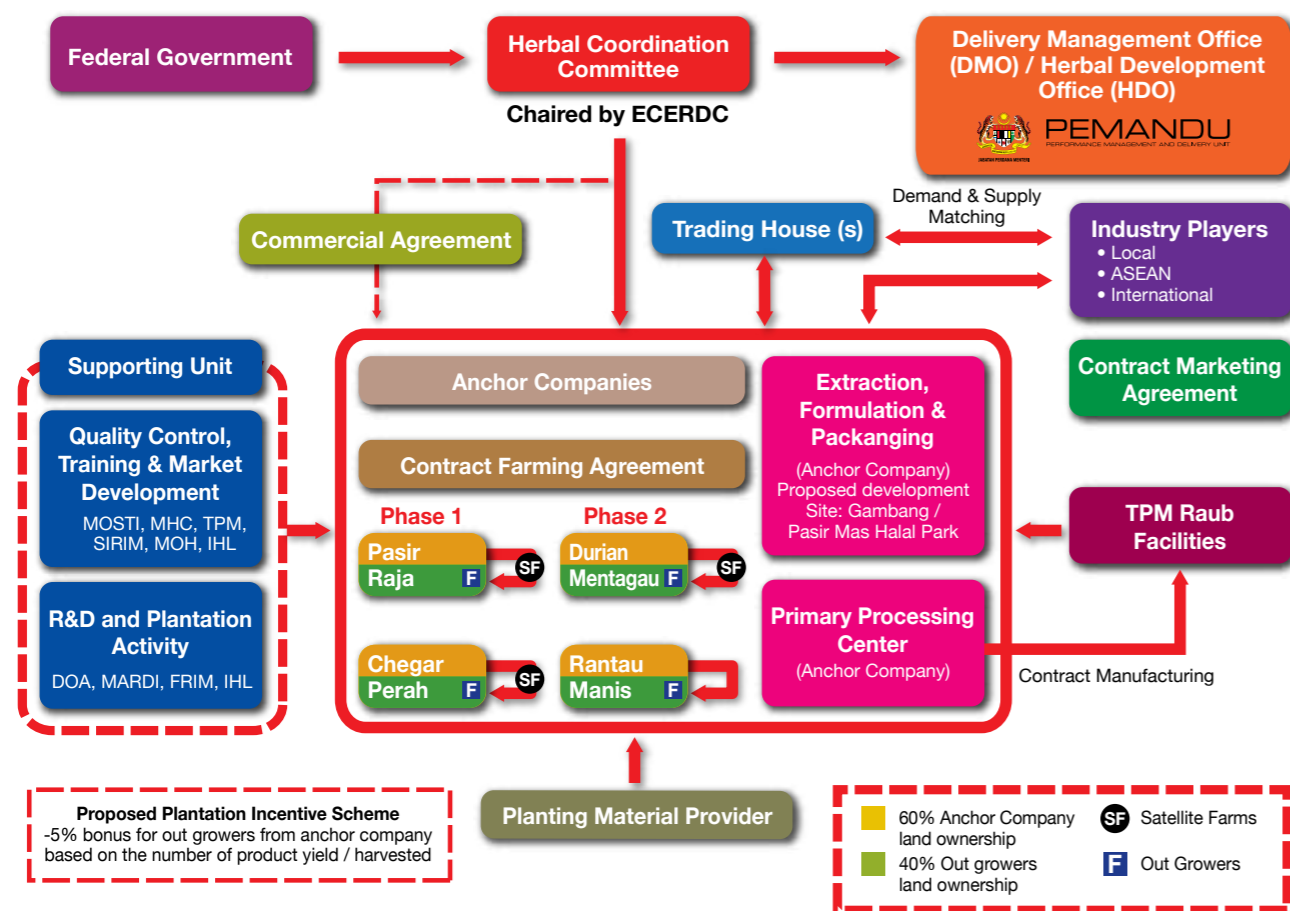 Federal Government
Herbal Coordination
Committee
Chaired by ECERDC
Delivery Management Office
(DMO) / Herbal Development
Office (HDO)
JABATAN PERDANA MENTERI
PEMANDU
PERFORMANCE MANAGEMENT AND DELIVERY UNIT
Commercial Agreement
Trading House (s)
Demand & Supply
Matching
Industry Players
• Local
• ASEAN
• International
Supporting Unit
Quality Control,
Training & Market
Development
MOSTI, MHC, TPM,
SIRIM, MOH, IHL
R&D and Plantation
Activity
DOA, MARDI, FRIM, IHL
Anchor Companies
Contract Farming Agreement
Phase 1
Phase 2
Pasir
Raja F
SF
Durian
Mentagau F
SF
Chegar
Perah F
SF
Rantau
Manis F
Extraction,
Formulation &
Packanging
(Anchor Company)
Proposed development
Site: Gambang /
Pasir Mas Halal Park
Primary Processing
Center
(Anchor Company)
Contract Marketing
Agreement
TPM Raub
Facilities
Contract Manufacturing
Proposed Plantation Incentive Scheme
-5% bonus for out growers from anchor company
based on the number of product yield / harvested
Planting Material Provider
60% Anchor Company
land ownership
40% Out growers
land ownership
SF Satellite Farms
F Out Growers